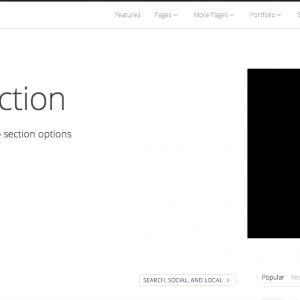 Features Pages More Pages Portfolio
ction
section options
SEARCH, SOCIAL, AND LOCAL >
Popular Re